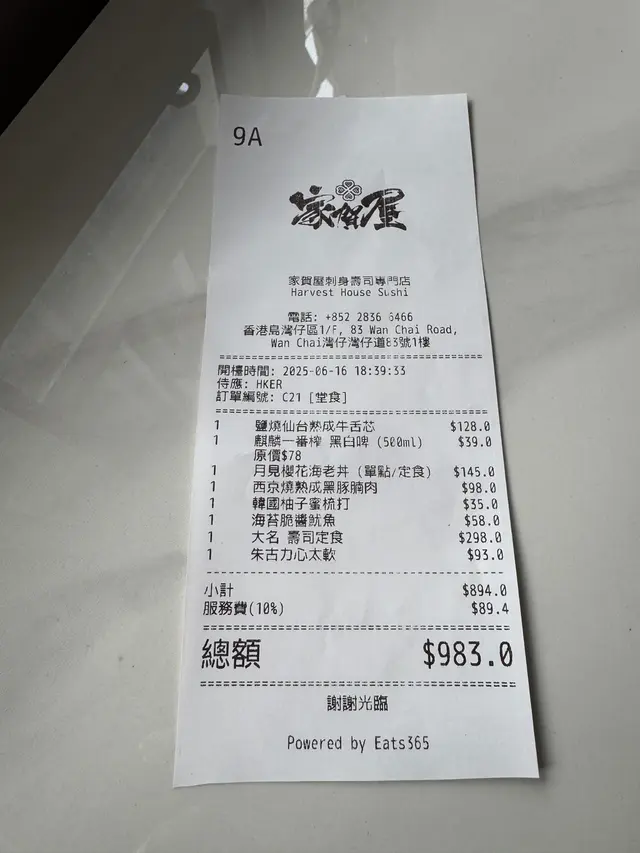 9A
家賀屋
家賀屋刺身壽司專門店
Harvest House Sushi
電話: +852 2836 6466
香港島灣仔區1/F, 83 Wan Chai Road,
Wan Chai灣仔灣仔道83號1樓
開檯時間: 2025-06-16 18:39:33
侍應: HKER
訂單編號: C21 [堂食]
1 鹽燒仙台熟成牛舌芯 $128.0
1 麒麟一番榨 黑白啤 (500ml) $39.0
原價$78
1 月見櫻花海老丼 (單點/定食) $145.0
1 西京燒熟成黑豚腩肉 $98.0
1 韓國柚子蜜梳打 $35.0
1 海苔脆醬魷魚 $58.0
1 大名 壽司定食 $298.0
1 朱古力心太軟 $93.0
小計 $894.0
服務費(10%) $89.4
總額 $983.0
謝謝光臨
Powered by Eats365